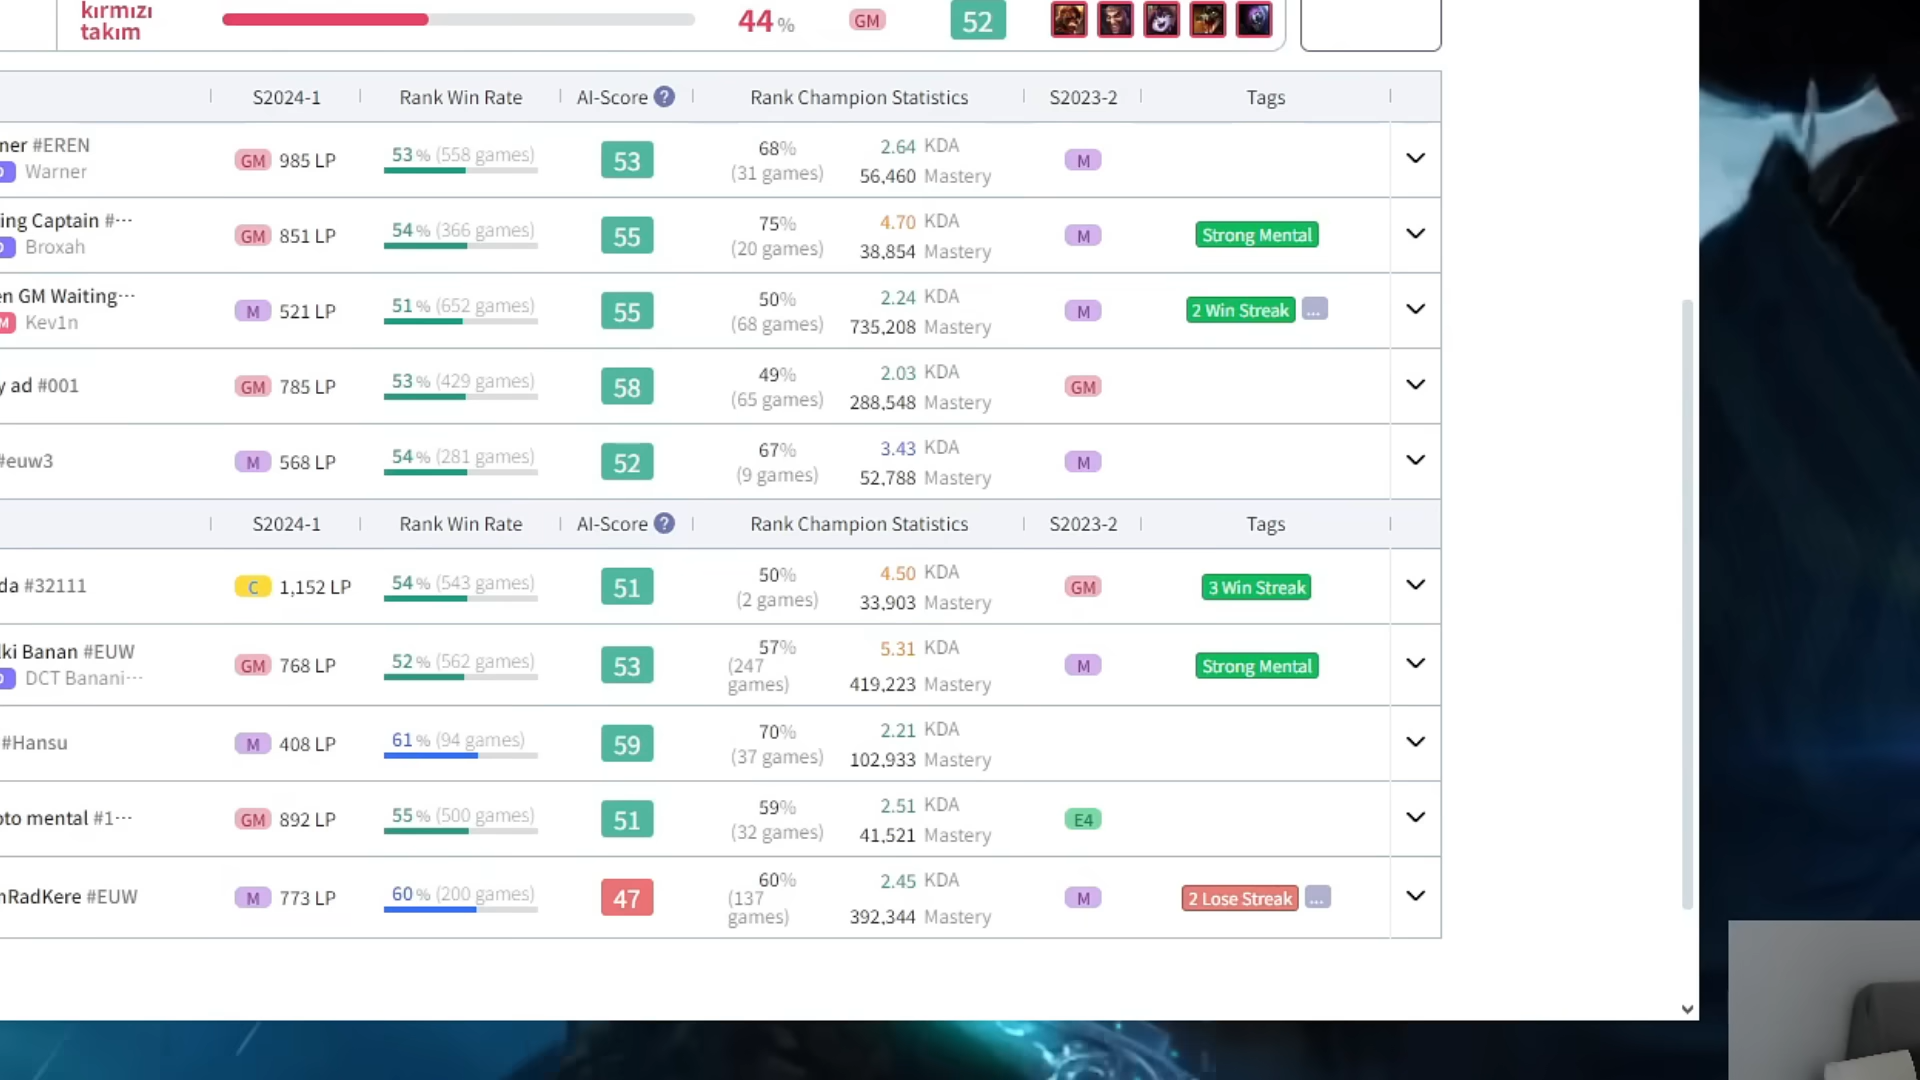 kırmızı
takım
44 %
GM
52
S2024-1 Rank Win Rate AI-Score ? Rank Champion Statistics S2023-2 Tags
ner #EREN
Warner
GM 985 LP
53 % (558 games)
53
68%
(31 games)
2.64 KDA
56,460 Mastery
M
ing Captain #···
Broxah
GM 851 LP
54 % (366 games)
55
75%
(20 games)
4.70 KDA
38,854 Mastery
M
Strong Mental
en GM Waiting···
M Kev1n
M 521 LP
51 % (652 games)
55
50%
(68 games)
2.24 KDA
735,208 Mastery
M
2 Win Streak ...
y ad #001
GM 785 LP
53 % (429 games)
58
49%
(65 games)
2.03 KDA
288,548 Mastery
GM
#euw3
M 568 LP
54 % (281 games)
52
67%
(9 games)
3.43 KDA
52,788 Mastery
M
S2024-1 Rank Win Rate AI-Score ? Rank Champion Statistics S2023-2 Tags
da #32111
C 1,152 LP
54 % (543 games)
51
50%
(2 games)
4.50 KDA
33,903 Mastery
GM
3 Win Streak
lki Banan #EUW
DCT Banani···
GM 768 LP
52 % (562 games)
53
57%
(247
games)
5.31 KDA
419,223 Mastery
M
Strong Mental
#Hansu
M 408 LP
61 % (94 games)
59
70%
(37 games)
2.21 KDA
102,933 Mastery
oto mental #1···
GM 892 LP
55 % (500 games)
51
59%
(32 games)
2.51 KDA
41,521 Mastery
E4
nRadKere #EUW
M 773 LP
60 % (200 games)
47
60%
(137
games)
2.45 KDA
392,344 Mastery
M
2 Lose Streak ...